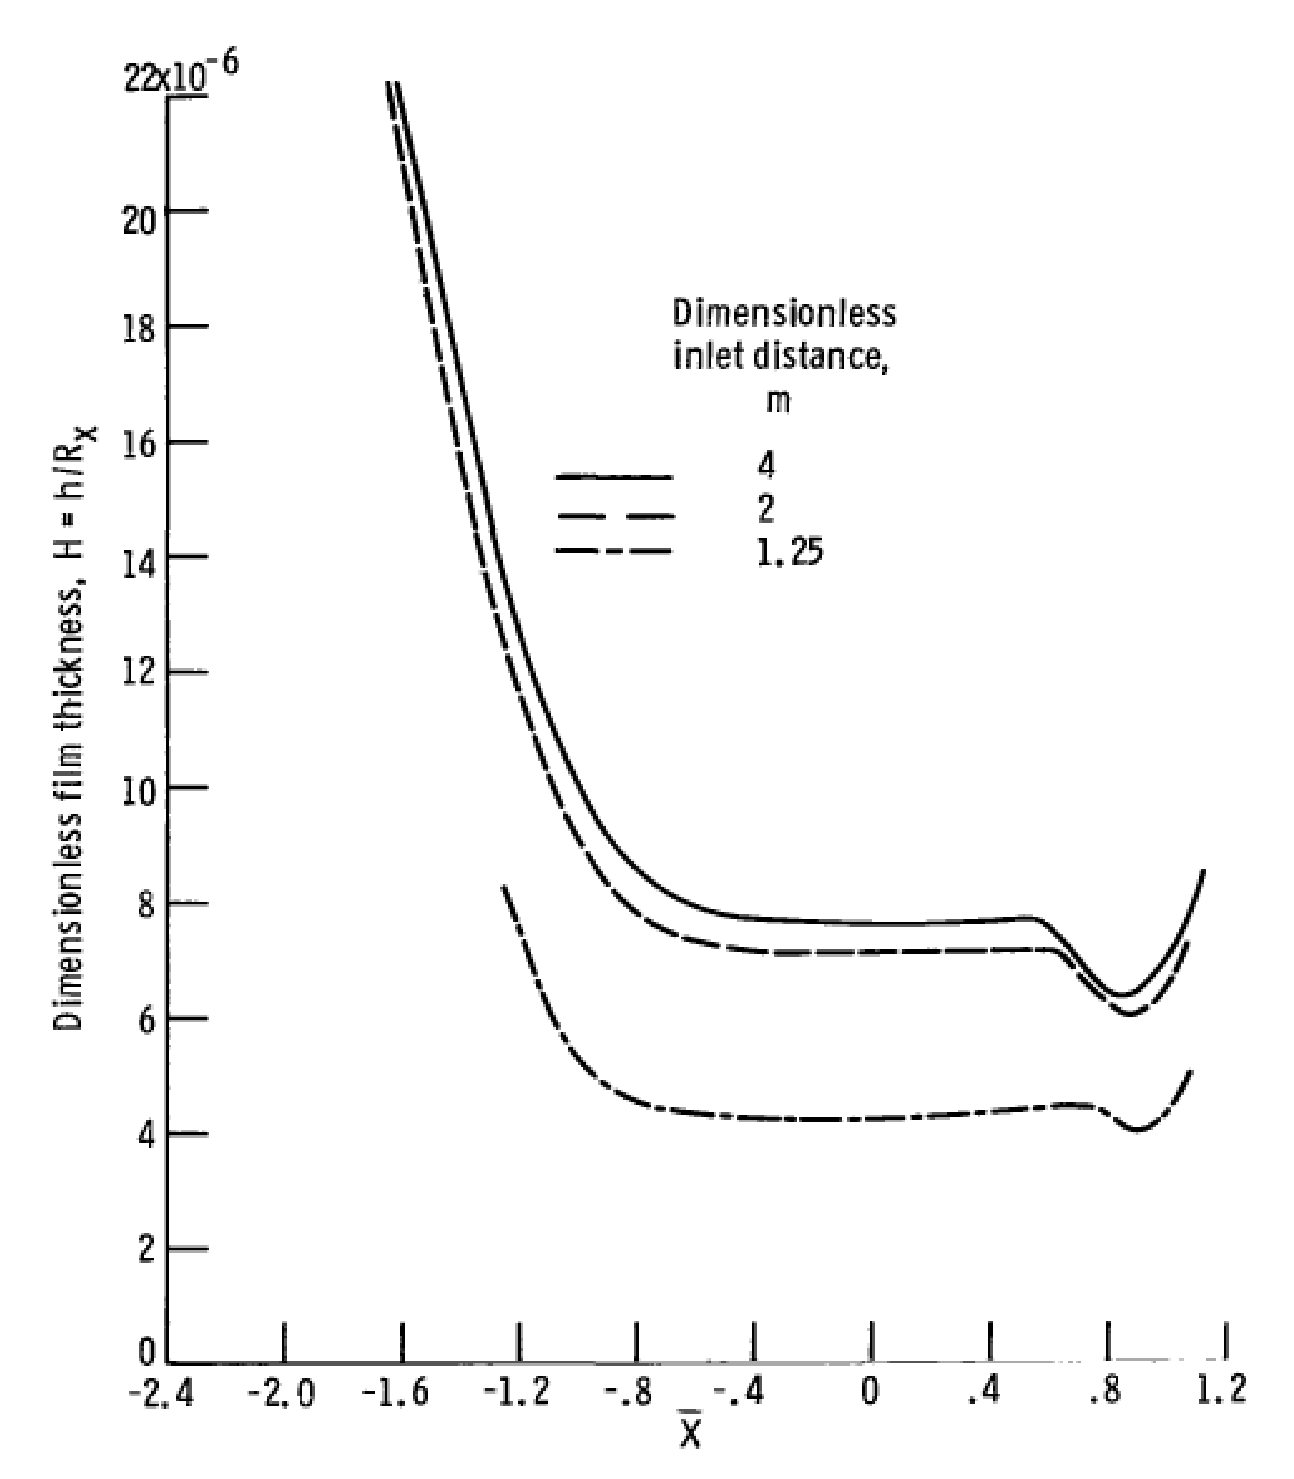 22x10-6
20
18
16
14
12
10
8
6
4
2
0
Dimensionless film thickness, H = h/Rx
Dimensionless
inlet distance,
m
4
2
1.25
-2.4 -2.0 -1.6 -1.2 -.8 -.4 0 .4 .8 1.2
X̅